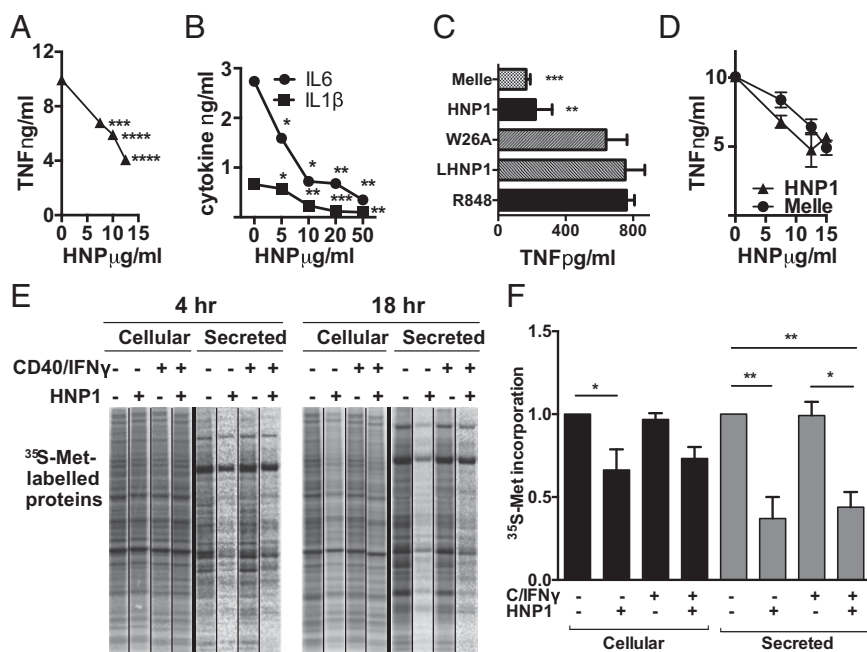 A
12
8
4
0
TNFng/ml
***
****
****
0 5 10 15
HNPµg/ml
B
3
2
1
0
cytokine ng/ml
IL6
IL1β
*
*
**
**
*
**
***
**
0 5 10 20 50
HNPµg/ml
C
Melle
HNP1
W26A
LHNP1
R848
***
**
0 400 800
TNFpg/ml
D
10
5
0
TNFng/ml
HNP1
Melle
0 5 10 15
HNPµg/ml
E
4 hr 18 hr
Cellular Secreted Cellular Secreted
CD40/IFNγ - - + + - - + + - - + + - - + +
HNP1 - + - + - + - + - + - + - + - +
35S-Met-
labelled
proteins
F
1.5
1.0
0.5
0.0
35S-Met incorporation
*
**
**
*
C/IFNγ - - + + - - + +
HNP1 - + - + - + - +
Cellular Secreted